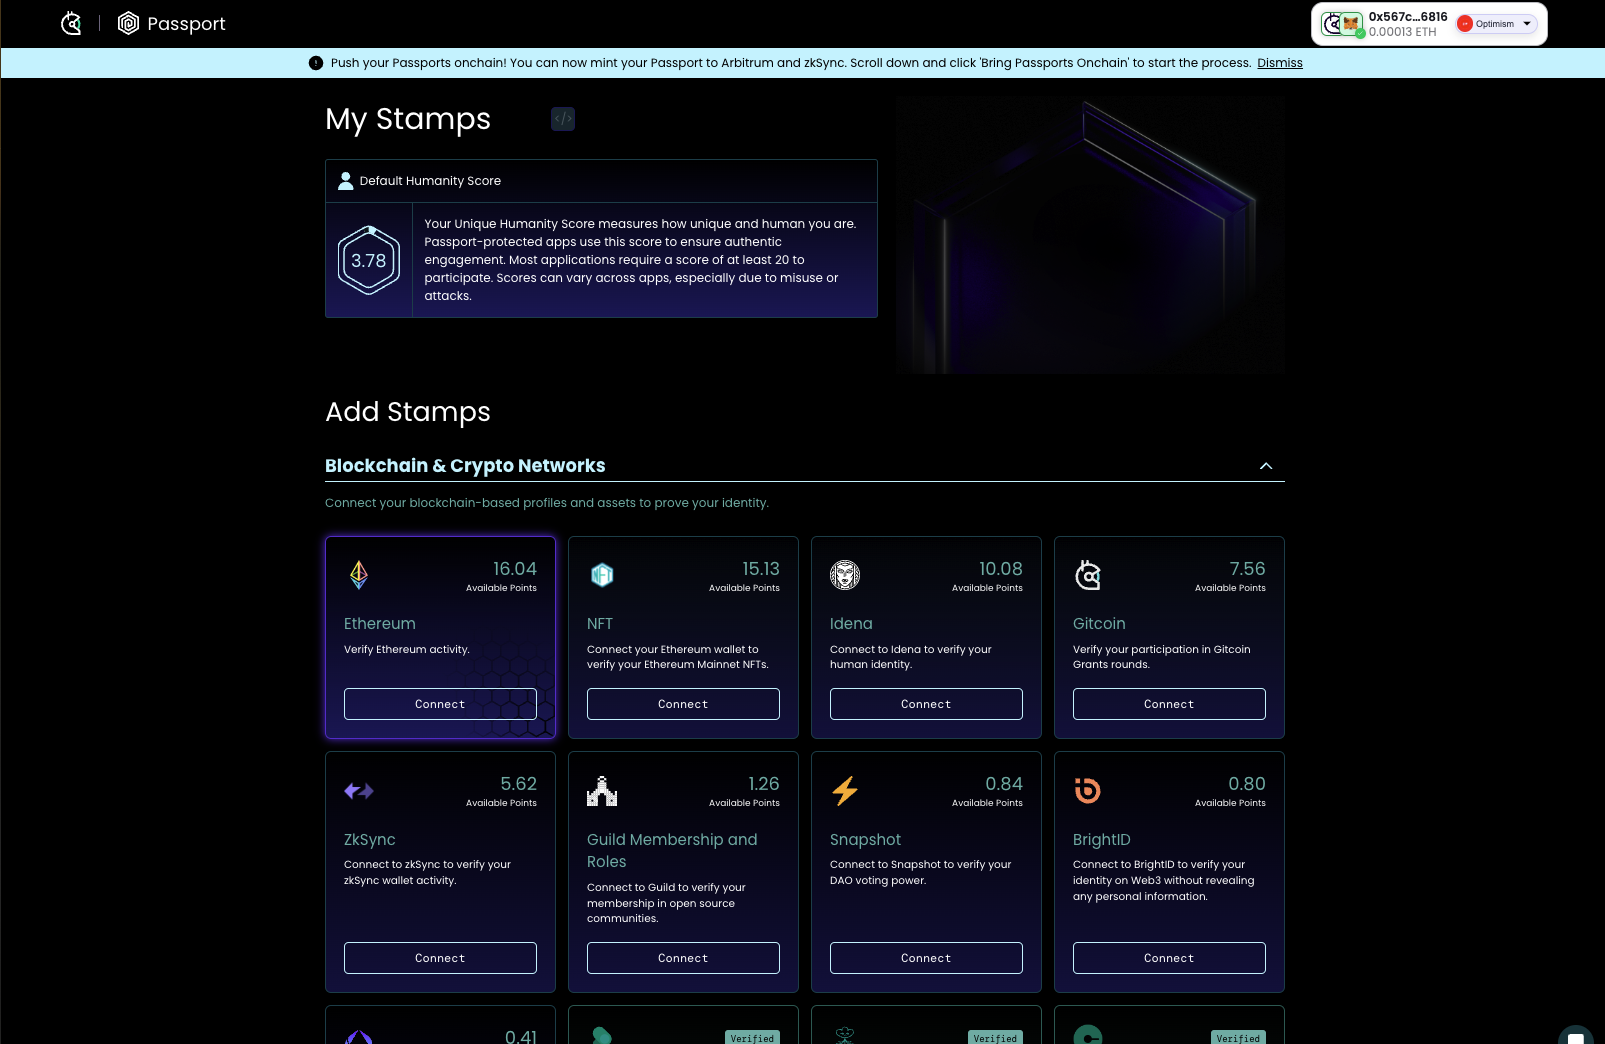 Passport
0x567c...6816
0.00013 ETH
Optimism
Push your Passports onchain! You can now mint your Passport to Arbitrum and zkSync. Scroll down and click 'Bring Passports Onchain' to start the process. Dismiss
My Stamps
</>
Default Humanity Score
3.78
Your Unique Humanity Score measures how unique and human you are.
Passport-protected apps use this score to ensure authentic
engagement. Most applications require a score of at least 20 to
participate. Scores can vary across apps, especially due to misuse or
attacks.
Add Stamps
Blockchain & Crypto Networks
Connect your blockchain-based profiles and assets to prove your identity.
16.04
Available Points
Ethereum
Verify Ethereum activity.
Connect
15.13
Available Points
NFT
Connect your Ethereum wallet to
verify your Ethereum Mainnet NFTs.
Connect
10.08
Available Points
Idena
Connect to Idena to verify your
human identity.
Connect
7.56
Available Points
Gitcoin
Verify your participation in Gitcoin
Grants rounds.
Connect
5.62
Available Points
ZkSync
Connect to zkSync to verify your
zkSync wallet activity.
Connect
1.26
Available Points
Guild Membership and
Roles
Connect to Guild to verify your
membership in open source
communities.
Connect
0.84
Available Points
Snapshot
Connect to Snapshot to verify your
DAO voting power.
Connect
0.80
Available Points
BrightID
Connect to BrightID to verify your
identity on Web3 without revealing
any personal information.
Connect
0.41
Verified
Verified
Verified